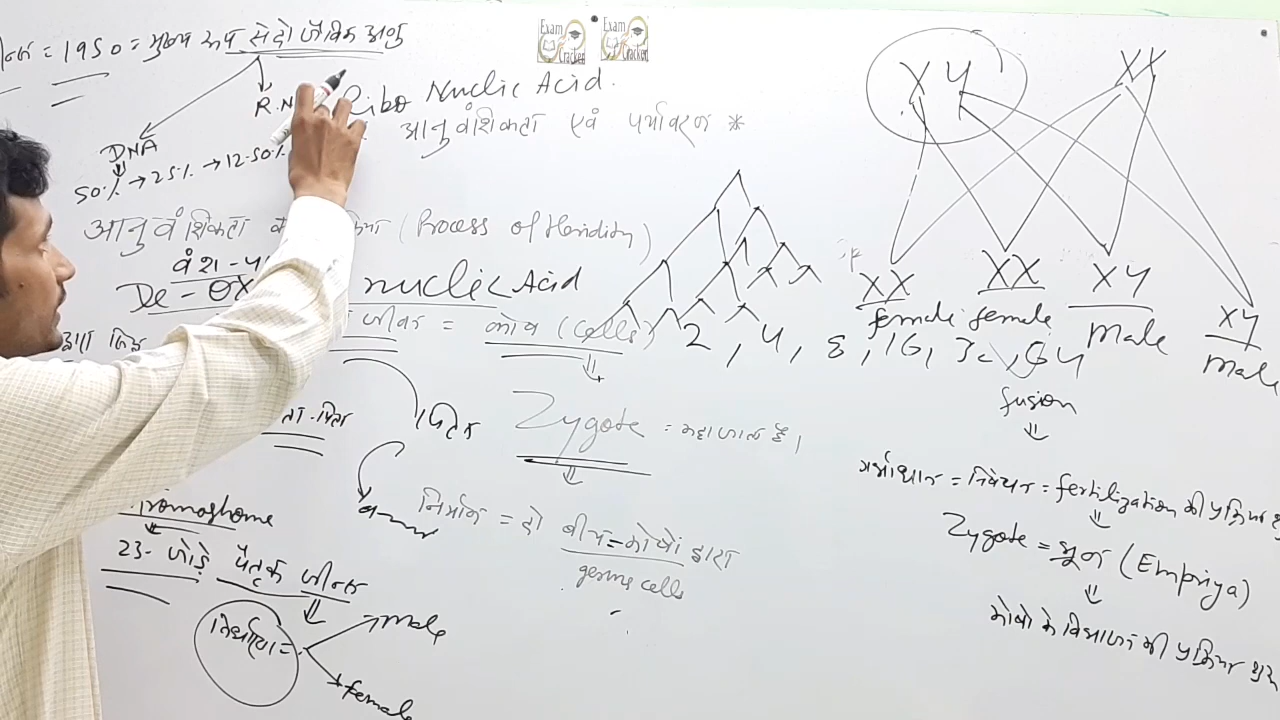 = 1950 = मुख्य रूप से दो जैविक अणु
Exam Cracker
Exam Cracker
R.N
Ribo Nuclic Acid.
DNA
50% → 25% → 12.50%
आनुवंशिकता एवं पर्यावरण *
आनुवंशिकता (Process of Heridity)
वंश -
De - OX nuclic Acid
= कोष (Cells)
2, 4, 8, 16, 32, 64
XY
XX
XX
XX
XY
XY
female female
Male
Male
fusion
पित्रैक
Zygote = कहा जाता है।
निर्माण = दो बीय = कोषों द्वारा
germs cells
गर्भाधान = निषेचन = fertilization की प्रक्रिया
Zygote = भ्रूण (Empriya)
कोषो के विभाजन की प्रक्रिया शुरू
23- जोड़े पैतृक जीन्स
male
female